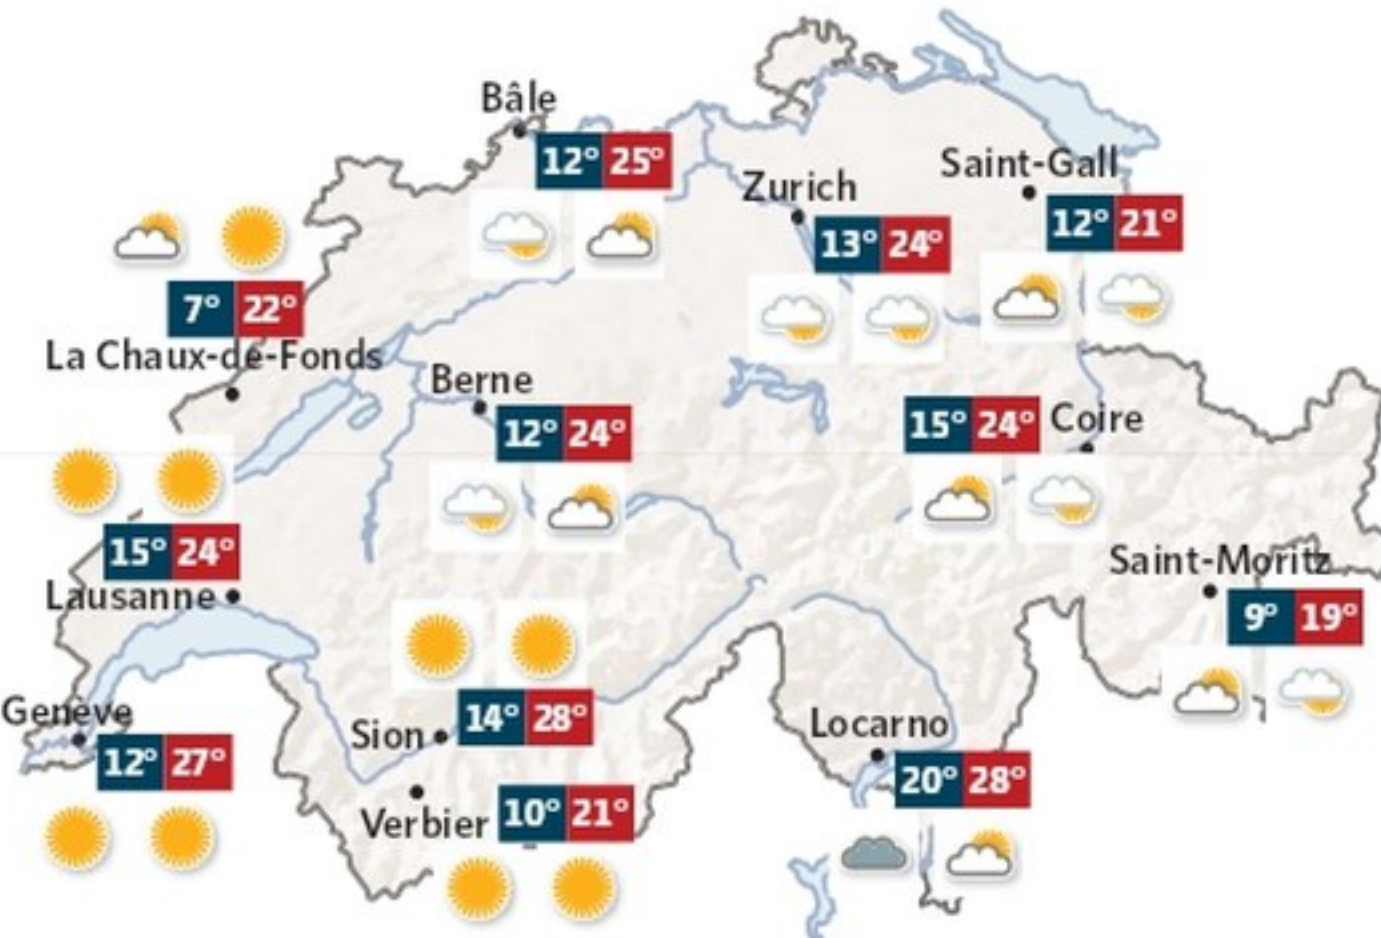 Bâle
12° 25°
Zurich
13° 24°
Saint-Gall
12° 21°
7° 22°
La Chaux-de-Fonds
Berne
12° 24°
15° 24° Coire
15° 24°
Lausanne
Saint-Moritz
9° 19°
Genève
12° 27°
Sion 14° 28°
Verbier 10° 21°
Locarno
20° 28°